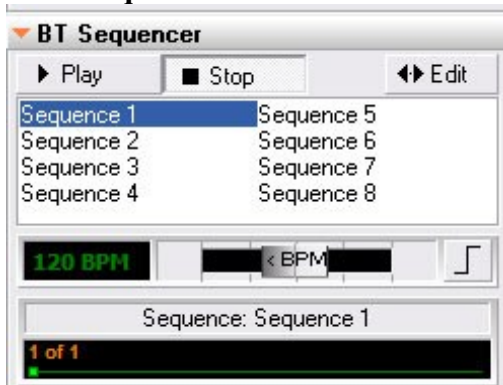 BT Sequencer
Play Stop Edit
Sequence 1 Sequence 5
Sequence 2 Sequence 6
Sequence 3 Sequence 7
Sequence 4 Sequence 8
120 BPM < BPM
Sequence: Sequence 1
1 of 1